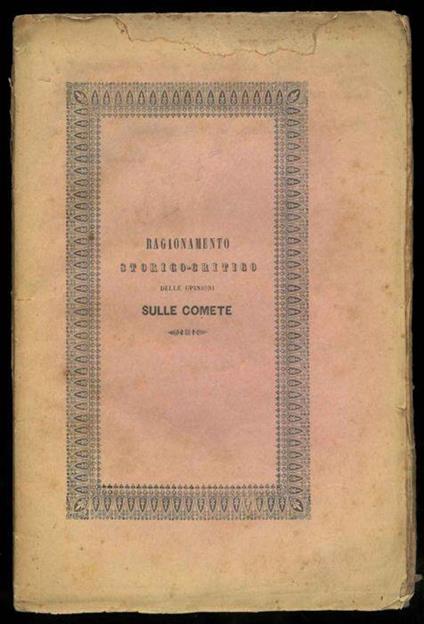 RAGIONAMENTO
STORICO-CRITICO
DELLE OPINIONI
SULLE COMETE